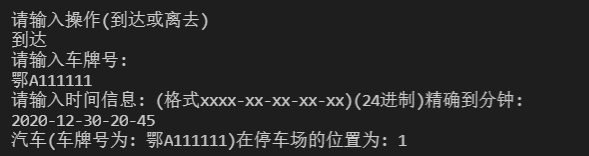 请输入操作(到达或离去)
到达
请输入车牌号:
鄂A111111
请输入时间信息: (格式xxxx-xx-xx-xx-xx)(24进制)精确到分钟:
2020-12-30-20-45
汽车(车牌号为: 鄂A111111)在停车场的位置为: 1